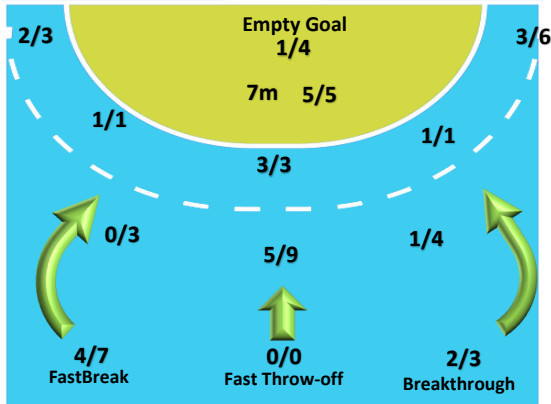 Empty Goal
2/3 1/4 3/6
7m 5/5
1/1 1/1
3/3
0/3 1/4
5/9
4/7 0/0 2/3
FastBreak Fast Throw-off Breakthrough